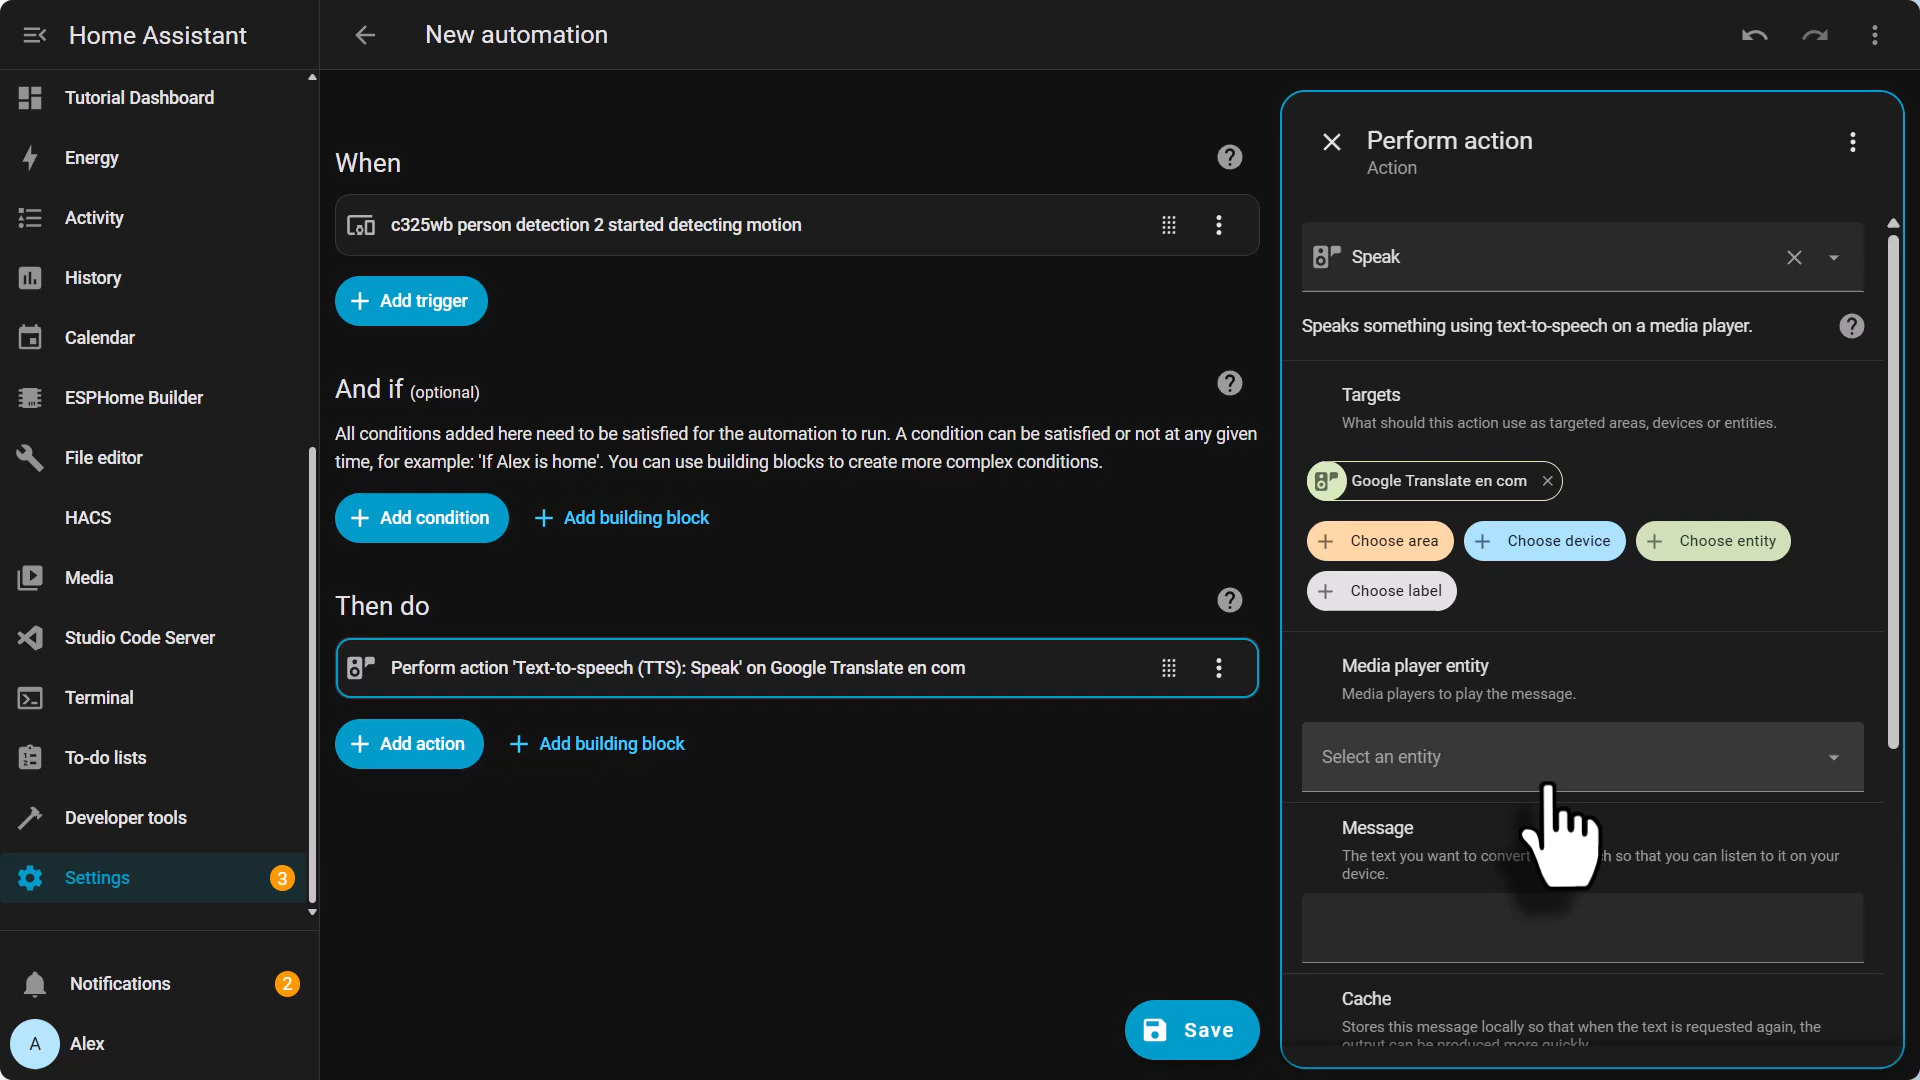 Home Assistant
New automation
Tutorial Dashboard
Energy
Activity
History
Calendar
ESPHome Builder
File editor
HACS
Media
Studio Code Server
Terminal
To-do lists
Developer tools
Settings
3
Notifications
2
A
Alex
When
c325wb person detection 2 started detecting motion
Add trigger
And if (optional)
All conditions added here need to be satisfied for the automation to run. A condition can be satisfied or not at any given
time, for example: 'If Alex is home'. You can use building blocks to create more complex conditions.
Add condition
Add building block
Then do
Perform action 'Text-to-speech (TTS): Speak' on Google Translate en com
Add action
Add building block
Save
Perform action
Action
Speak
Speaks something using text-to-speech on a media player.
Targets
What should this action use as targeted areas, devices or entities.
Google Translate en com
Choose area
Choose device
Choose entity
Choose label
Media player entity
Media players to play the message.
Select an entity
Message
The text you want to convert h so that you can listen to it on your
device.
Cache
Stores this message locally so that when the text is requested again, the
output can be produced more quickly.